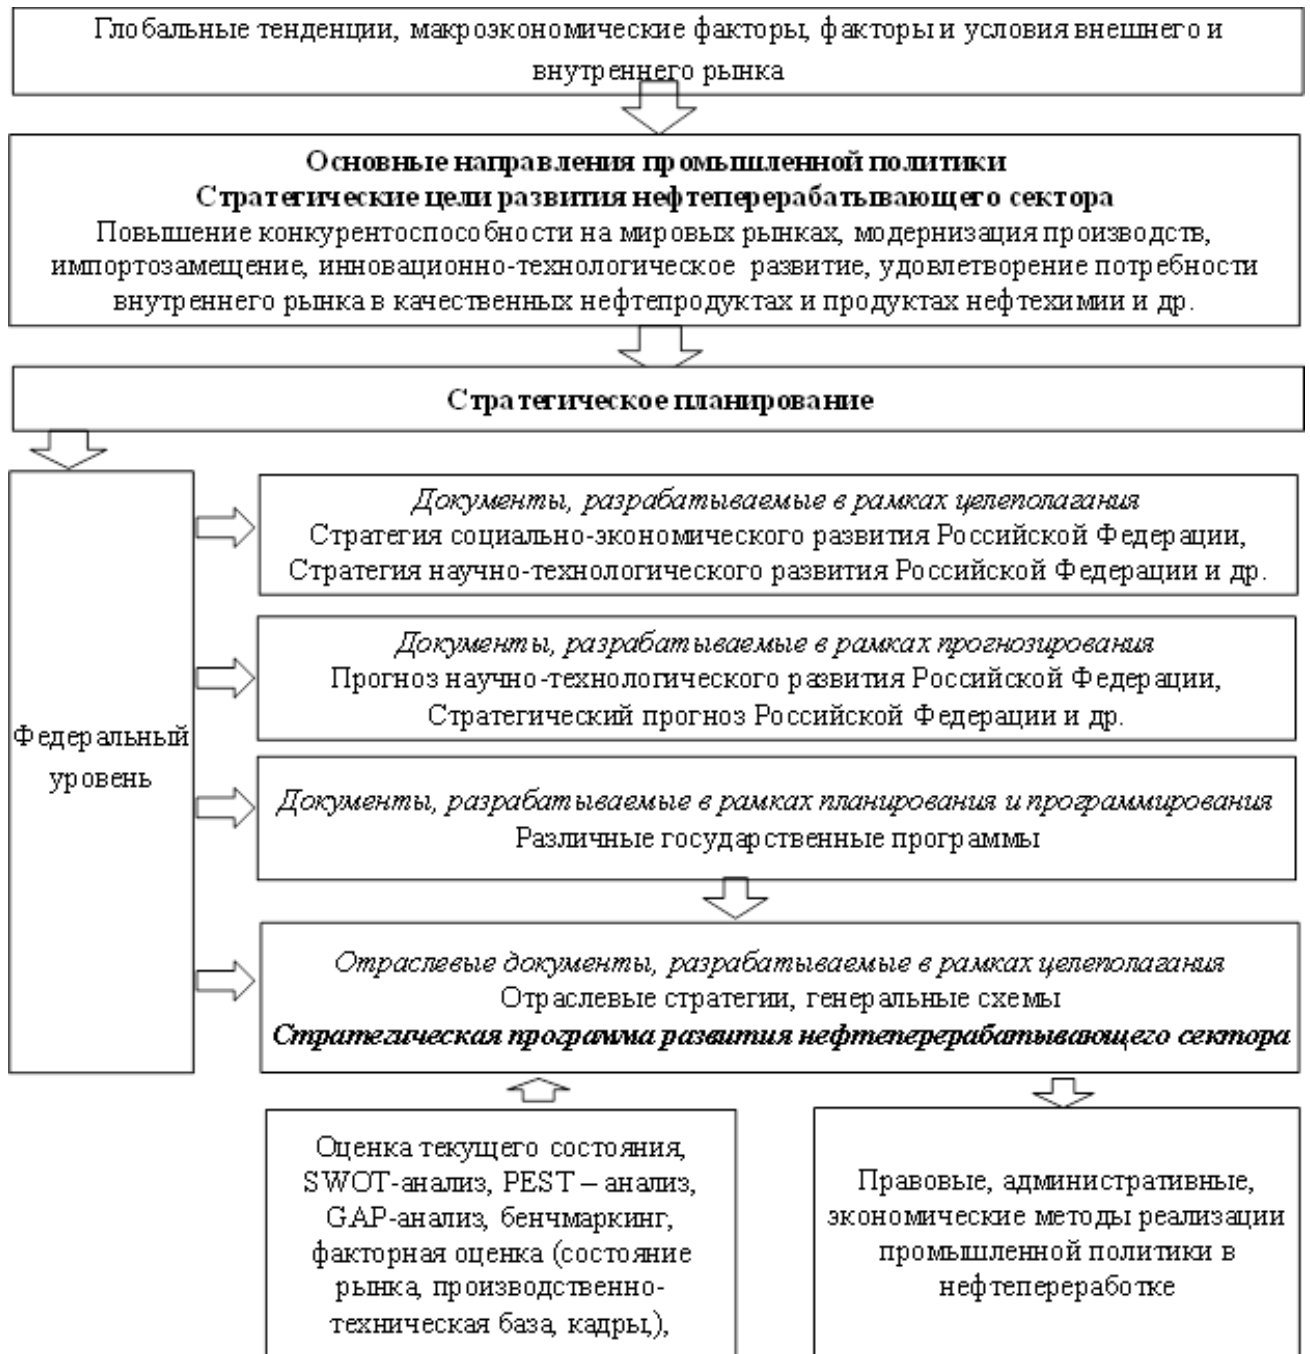 Глобальные тенденции, макроэкономические факторы, факторы и условия внешнего и
внутреннего рынка
Основные направления промышленной политики
Стратегические цели развития нефтеперерабатывающего сектора
Повышение конкурентоспособности на мировых рынках, модернизация производств,
импортозамещение, инновационно-технологическое развитие, удовлетворение потребности
внутреннего рынка в качественных нефтепродуктах и продуктах нефтехимии и др.
Стратегическое планирование
Федеральный
уровень
Документы, разрабатываемые в рамках целеполагания
Стратегия социально-экономического развития Российской Федерации,
Стратегия научно-технологического развития Российской Федерации и др.
Документы, разрабатываемые в рамках прогнозирования
Прогноз научно-технологического развития Российской Федерации,
Стратегический прогноз Российской Федерации и др.
Документы, разрабатываемые в рамках планирования и программирования
Различные государственные программы
Отраслевые документы, разрабатываемые в рамках целеполагания
Отраслевые стратегии, генеральные схемы
Стратегическая программа развития нефтеперерабатывающего сектора
Оценка текущего состояния,
SWOT-анализ, PEST – анализ,
GAP-анализ, бенчмаркинг,
факторная оценка (состояние
рынка, производственно-
техническая база, кадры,),
Правовые, административные,
экономические методы реализации
промышленной политики в
нефтепереработке